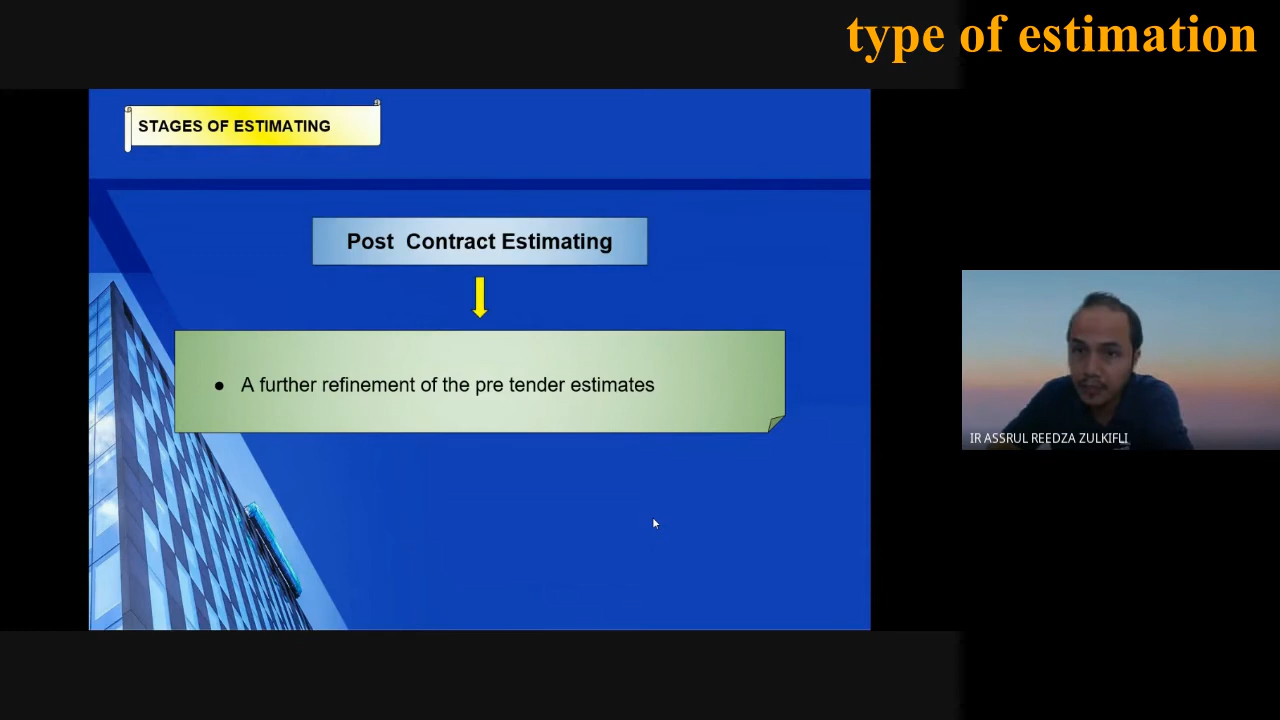 type of estimation
STAGES OF ESTIMATING
Post Contract Estimating
● A further refinement of the pre tender estimates
IR ASSRUL REEDZA ZULKIFLI